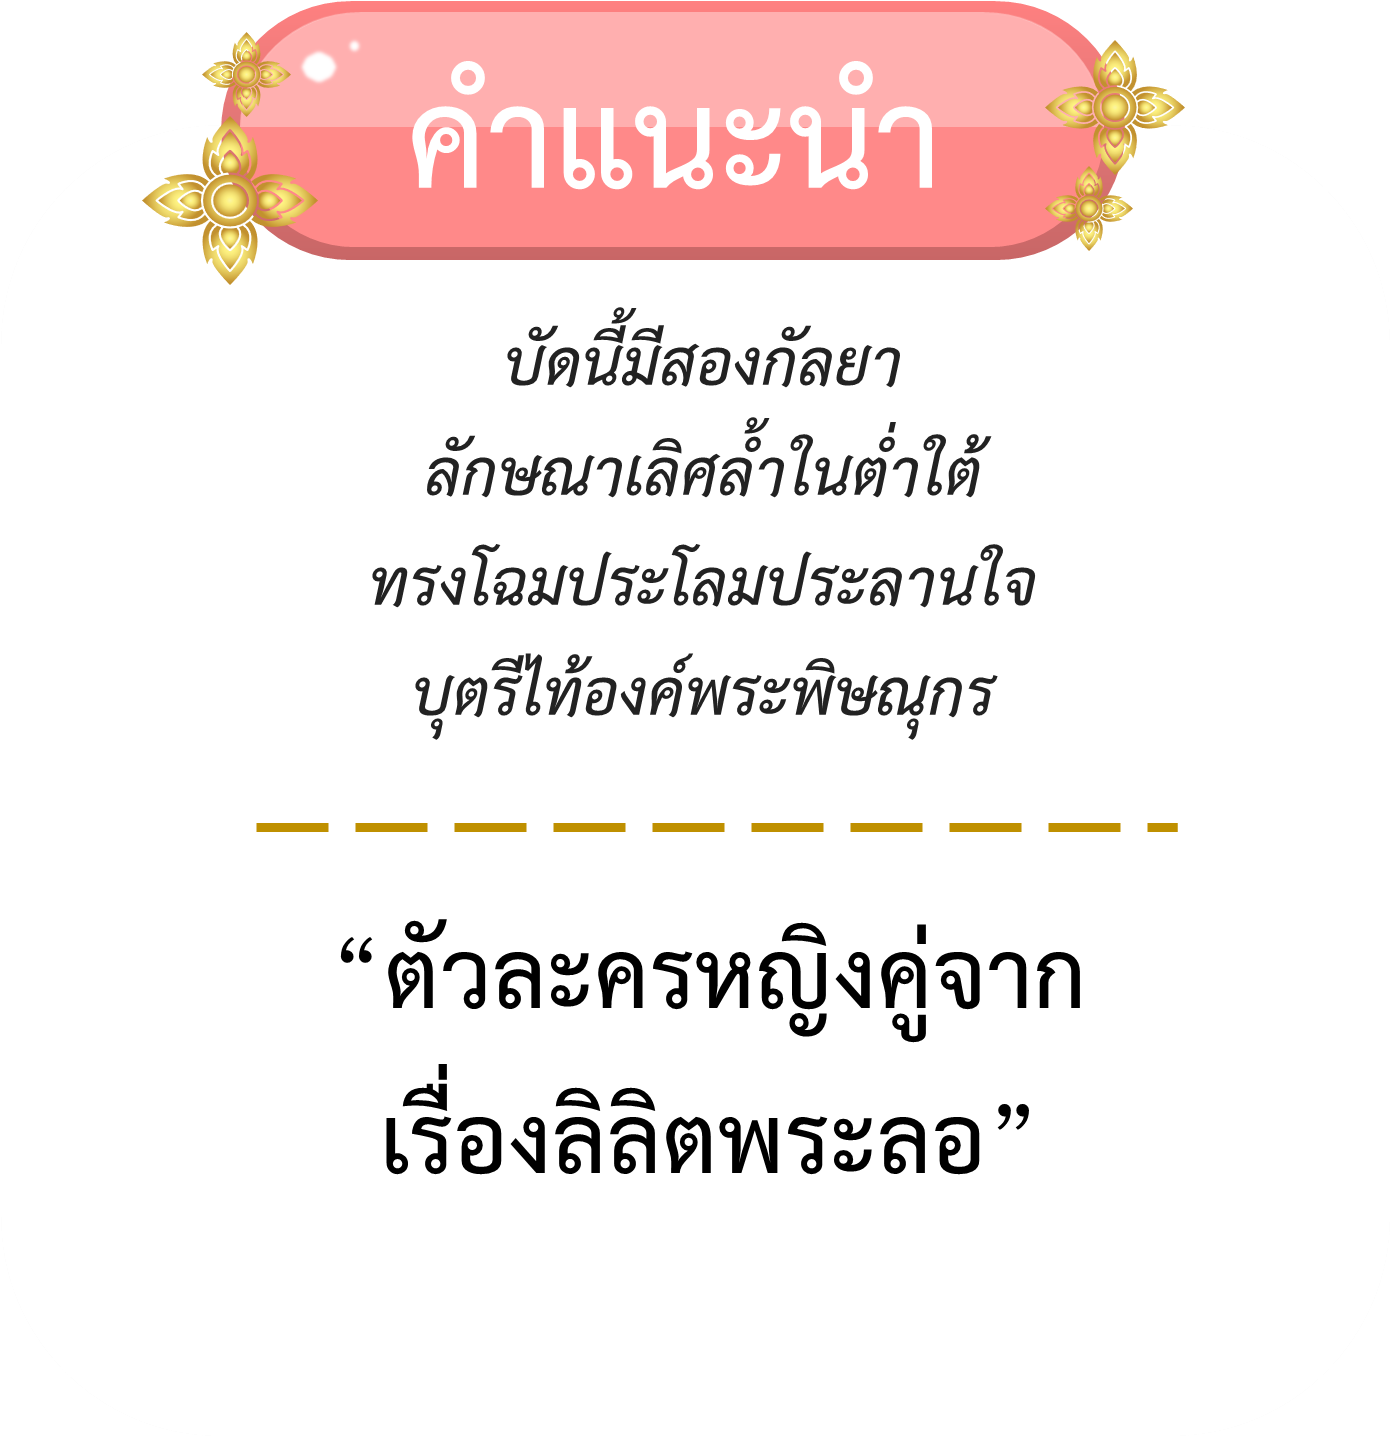 คำแนะนำ
บัดนี้มีสองกัลยา
ลักษณาเลิศล้ำในต่ำใต้
ทรงโฉมประโลมประลานใจ
บุตรีไท้องค์พระพิษณุกร
“ตัวละครหญิงคู่จาก
เรื่องลิลิตพระลอ”